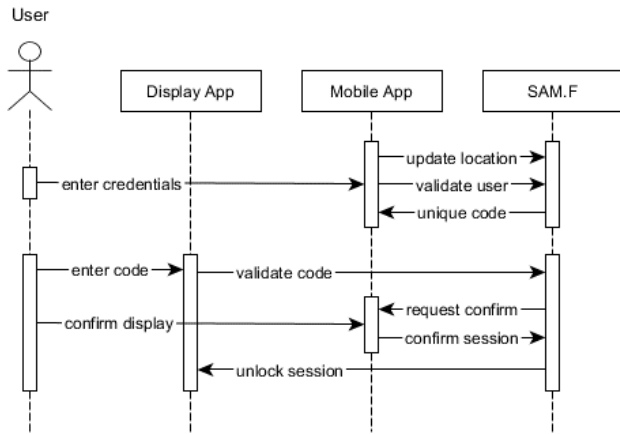 User
Display App
Mobile App
SAM.F
update location
enter credentials
validate user
unique code
enter code
validate code
request confirm
confirm display
confirm session
unlock session